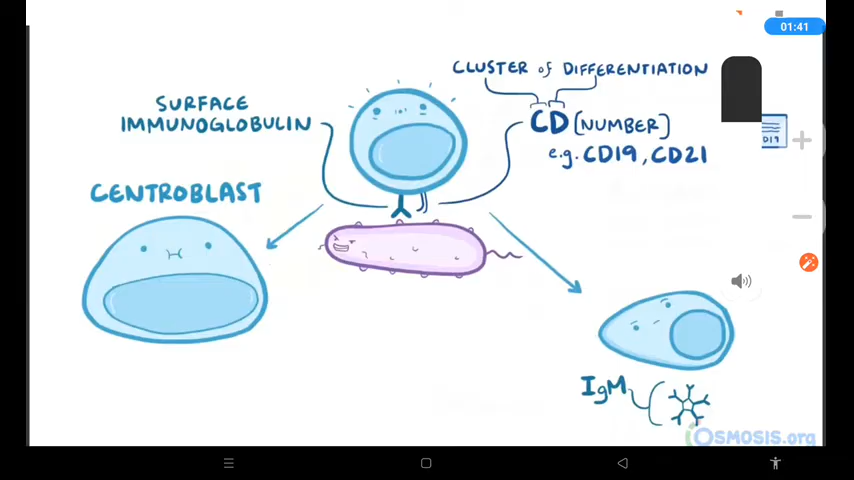 01:41
CLUSTER of DIFFERENTIATION
SURFACE
IMMUNOGLOBULIN
CD [NUMBER]
e.g. CD19, CD21
CENTROBLAST
IgM
OSMOSIS.org